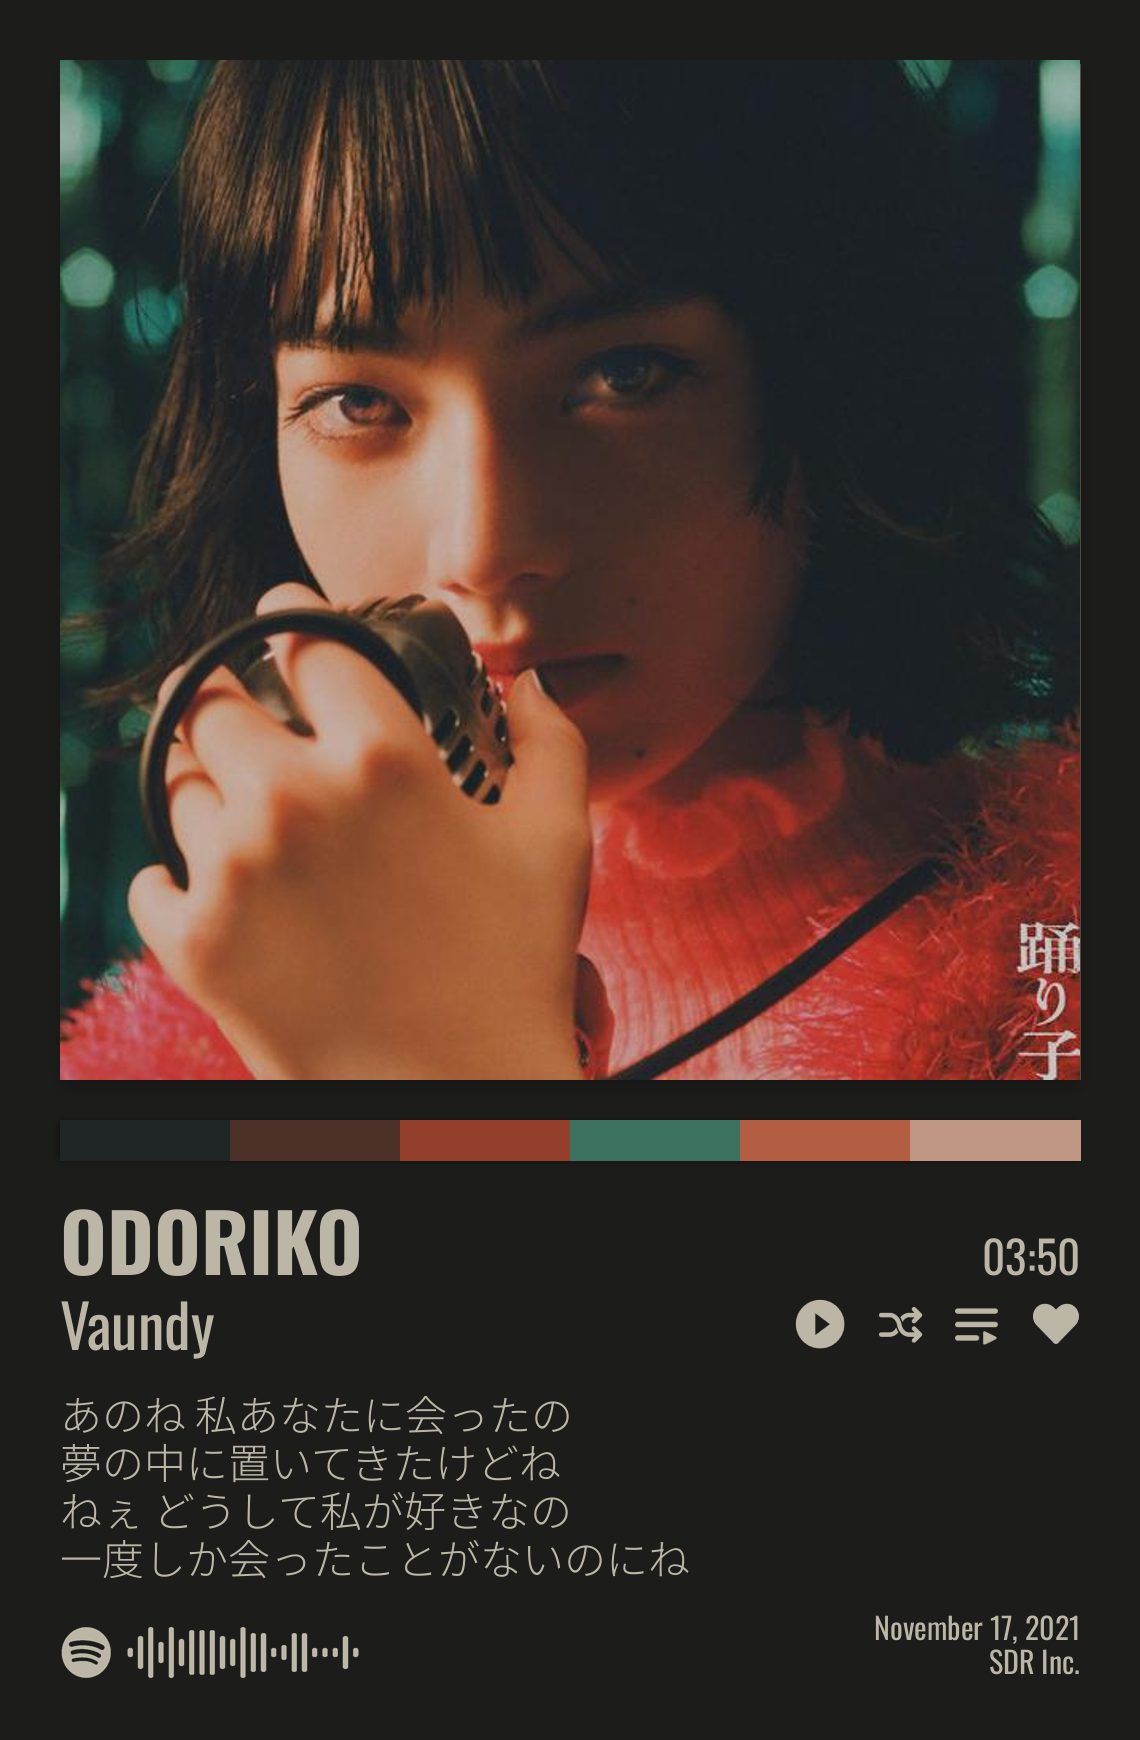 踊り子
ODORIKO
03:50
Vaundy
あのね 私あなたに会ったの
夢の中に置いてきたけどね
ねぇ どうして私が好きなの
一度しか会ったことがないのにね
November 17, 2021
SDR Inc.